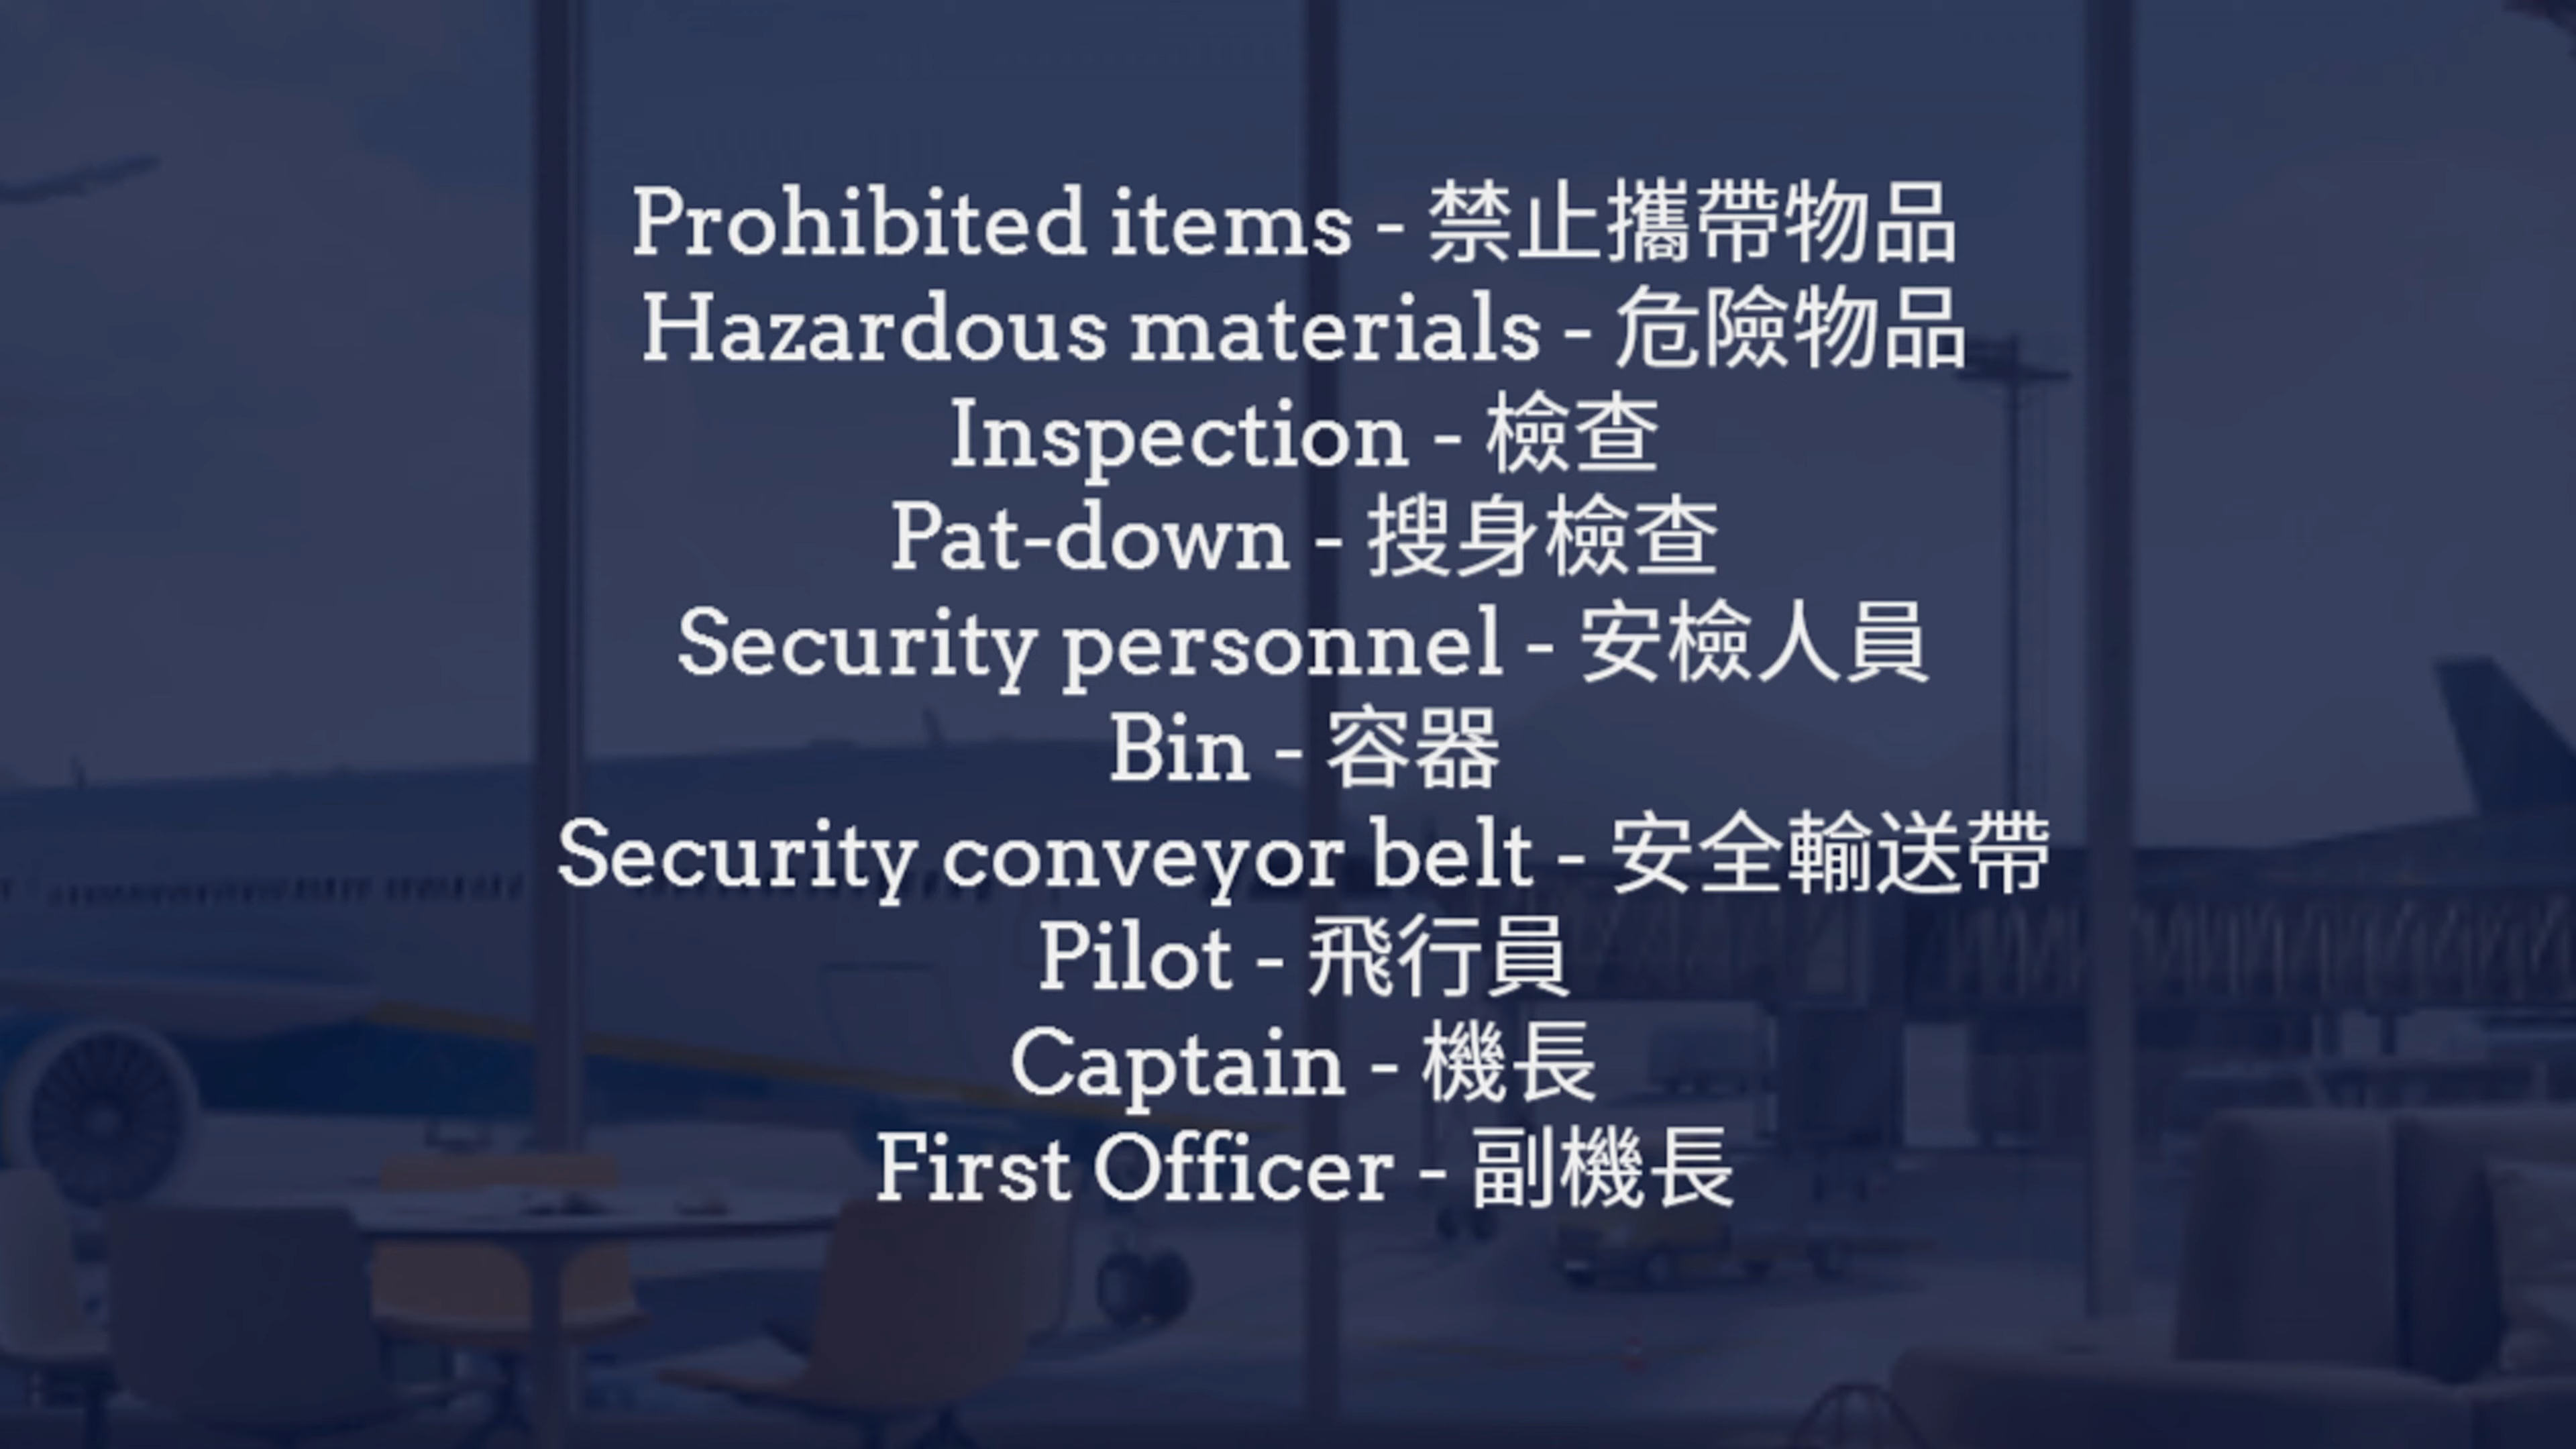 Prohibited items - 禁止攜帶物品
Hazardous materials - 危險物品
Inspection - 檢查
Pat-down - 搜身檢查
Security personnel - 安檢人員
Bin - 容器
Security conveyor belt - 安全輸送帶
Pilot - 飛行員
Captain - 機長
First Officer - 副機長